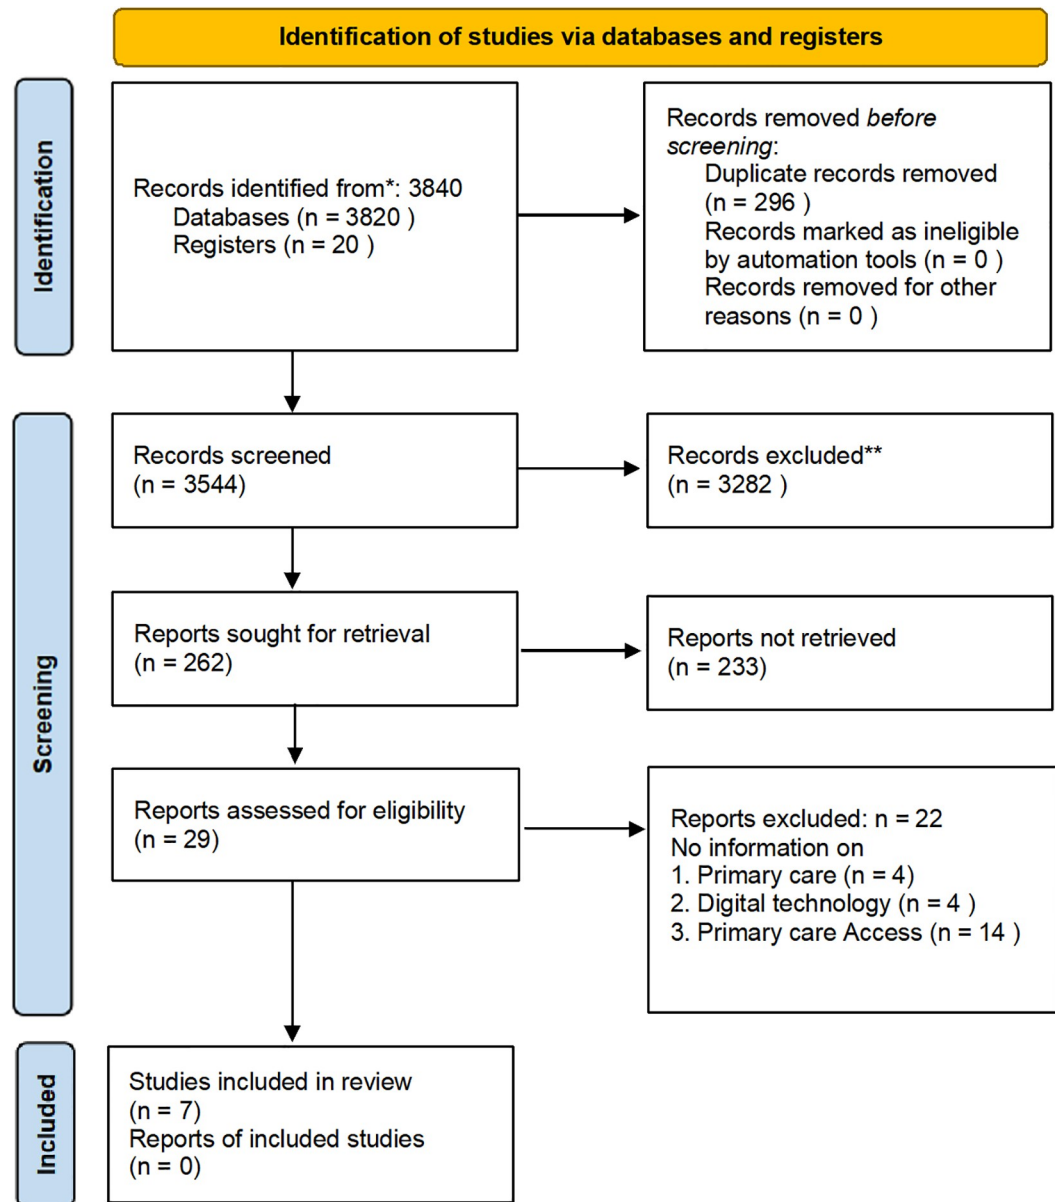 Identification of studies via databases and registers
Identification
Records identified from*: 3840
Databases (n = 3820 )
Registers (n = 20 )
Records removed before
screening:
Duplicate records removed
(n = 296 )
Records marked as ineligible
by automation tools (n = 0 )
Records removed for other
reasons (n = 0 )
Screening
Records screened
(n = 3544)
Records excluded**
(n = 3282 )
Reports sought for retrieval
(n = 262)
Reports not retrieved
(n = 233)
Reports assessed for eligibility
(n = 29)
Reports excluded: n = 22
No information on
1. Primary care (n = 4)
2. Digital technology (n = 4 )
3. Primary care Access (n = 14 )
Included
Studies included in review
(n = 7)
Reports of included studies
(n = 0)